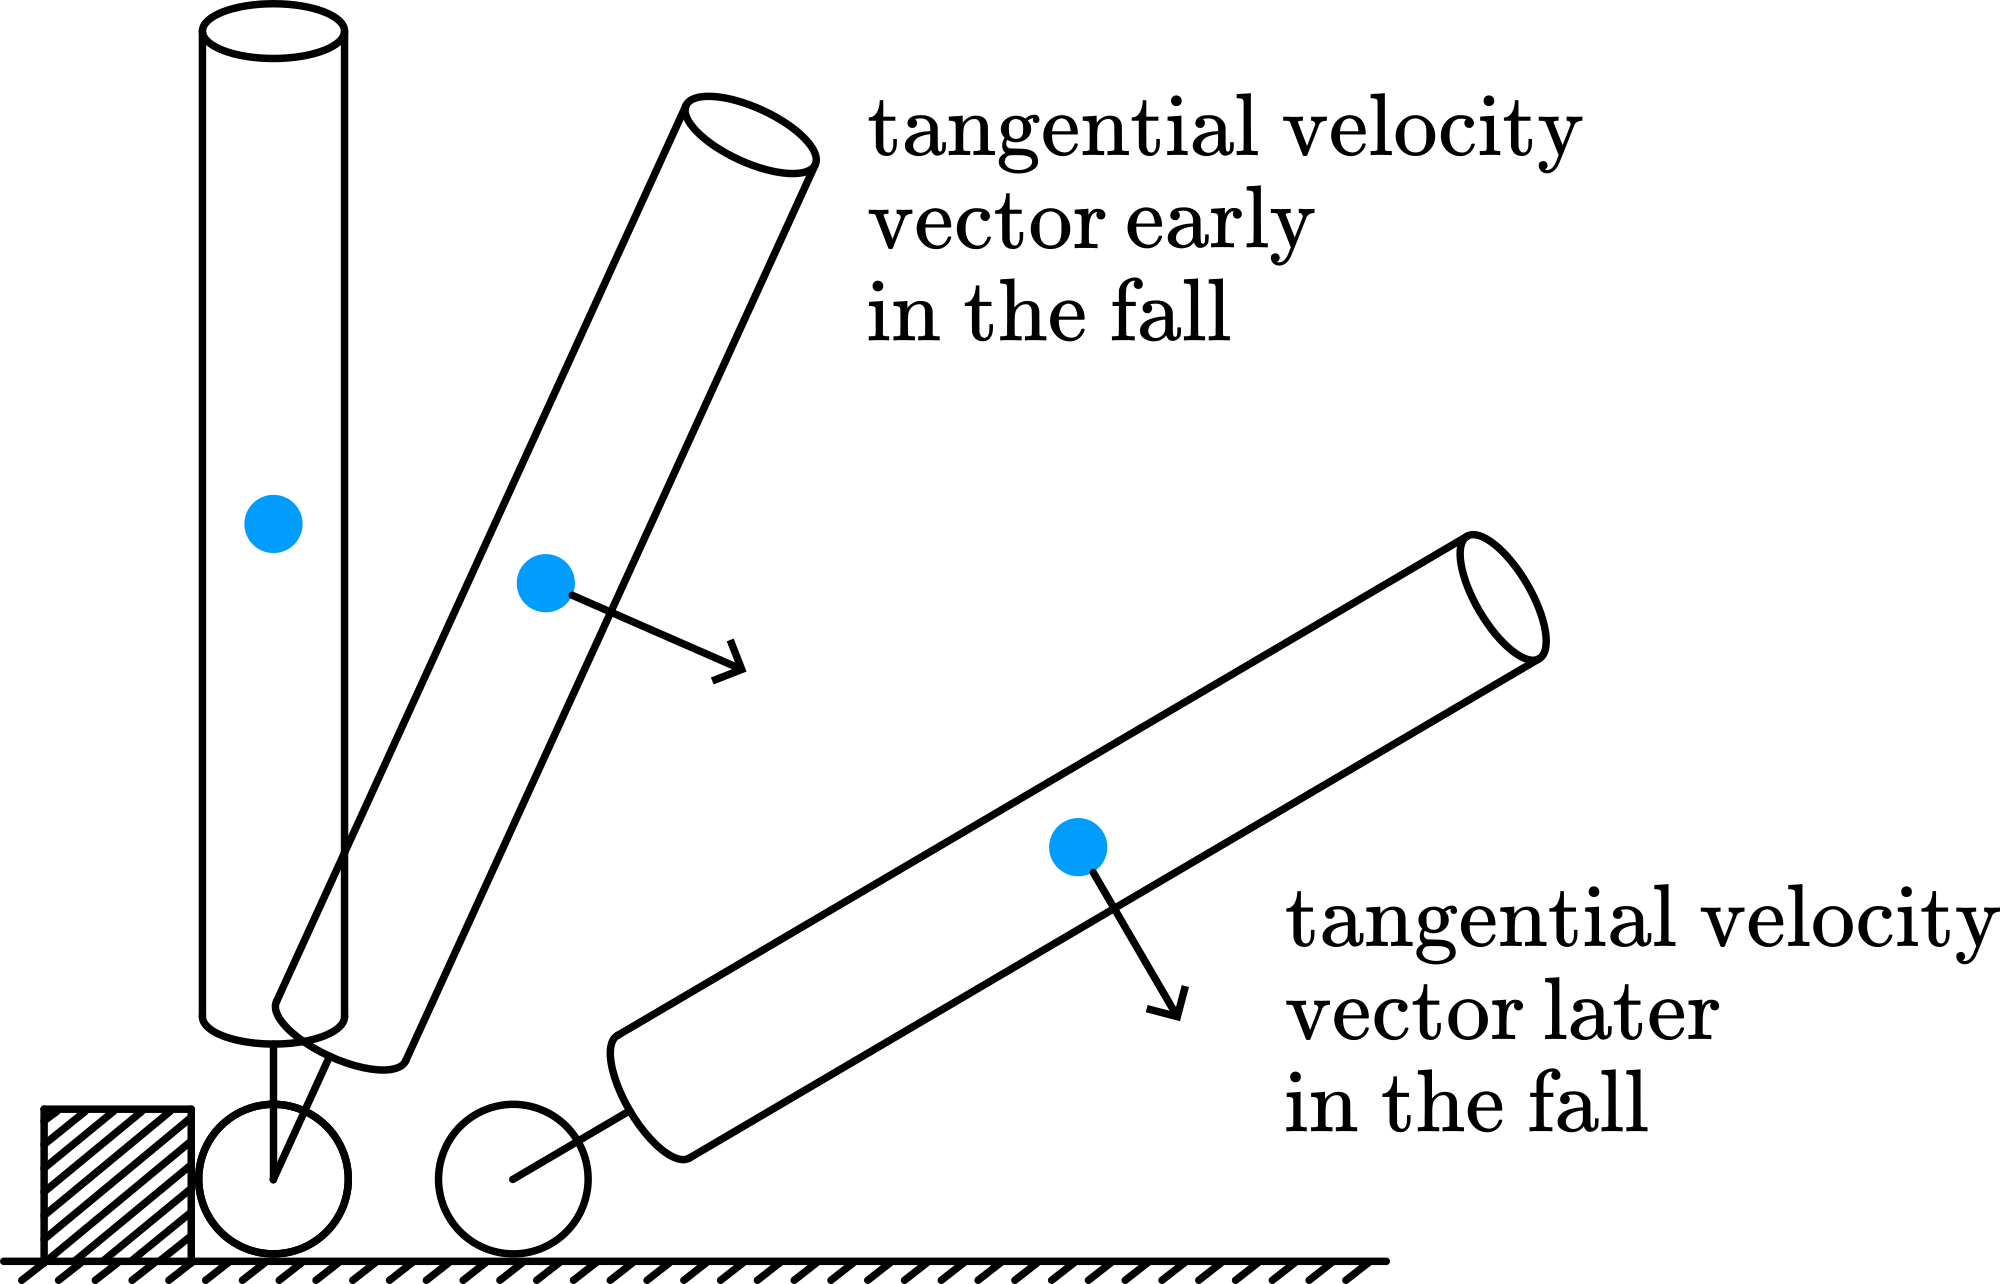 tangential velocity
vector early
in the fall
tangential velocity
vector later
in the fall